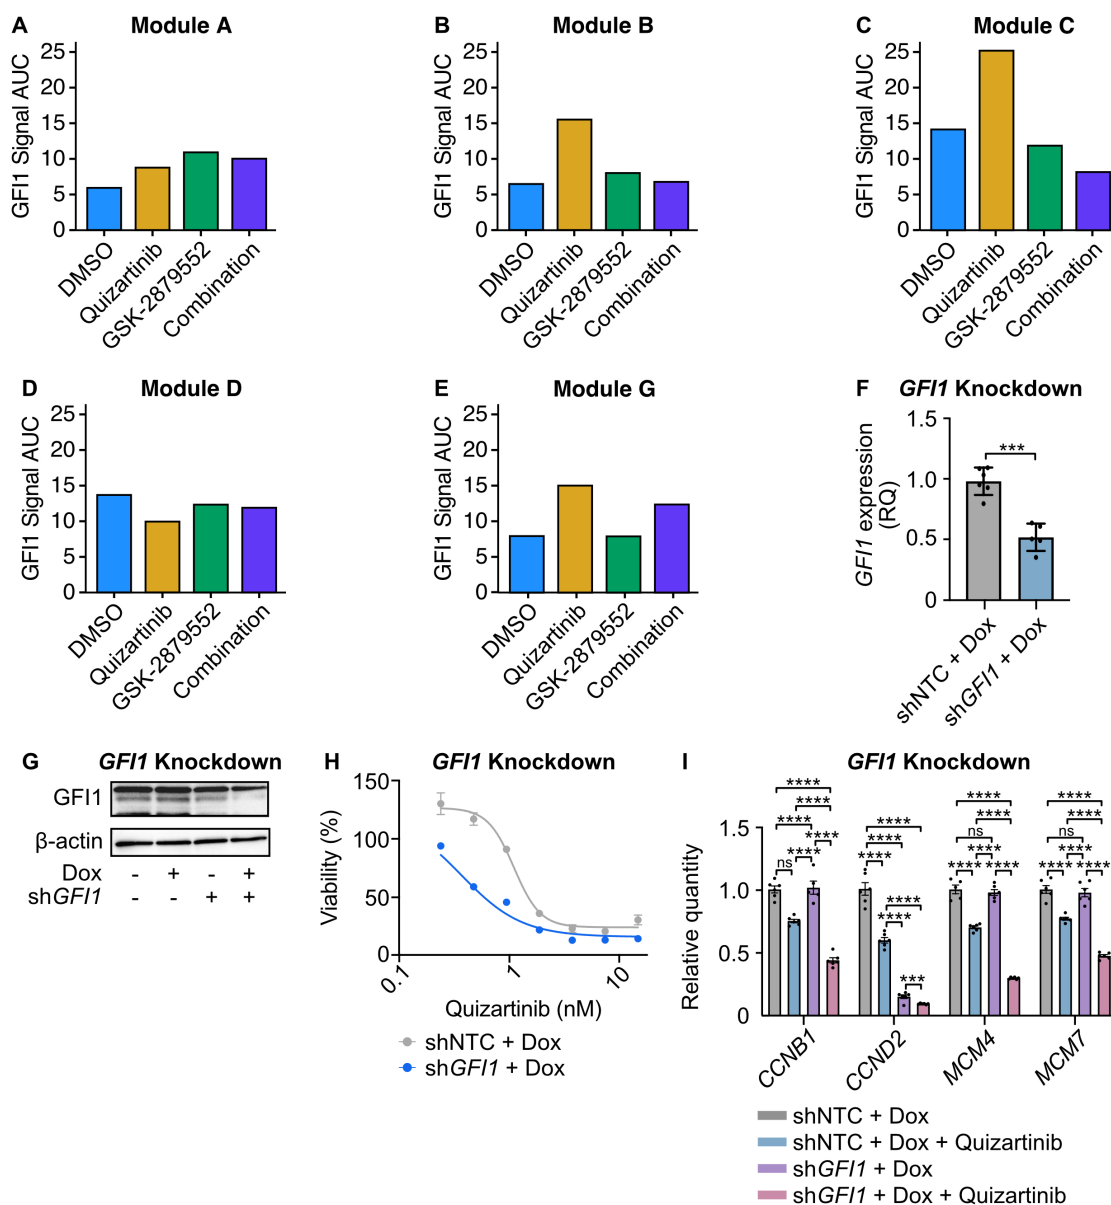 A Module A
GFI1 Signal AUC
25
20
15
10
5
0
DMSO
Quizartinib
GSK-2879552
Combination
B Module B
GFI1 Signal AUC
25
20
15
10
5
0
DMSO
Quizartinib
GSK-2879552
Combination
C Module C
GFI1 Signal AUC
25
20
15
10
5
0
DMSO
Quizartinib
GSK-2879552
Combination
D Module D
GFI1 Signal AUC
25
20
15
10
5
0
DMSO
Quizartinib
GSK-2879552
Combination
E Module G
GFI1 Signal AUC
25
20
15
10
5
0
DMSO
Quizartinib
GSK-2879552
Combination
F GFI1 Knockdown
GFI1 expression
(RQ)
1.5
1.0
0.5
0
***
shNTC + Dox
shGFI1 + Dox
G GFI1 Knockdown
GFI1
β-actin
Dox - + - +
shGFI1 - - + +
H GFI1 Knockdown
Viability (%)
150
100
50
0
0.1 1 10
Quizartinib (nM)
shNTC + Dox
shGFI1 + Dox
I GFI1 Knockdown
Relative quantity
1.5
1.0
0.5
0
****
****
****
****
ns
****
****
****
****
****
****
***
****
****
ns
****
**** ****
****
****
ns
****
**** ****
CCNB1
CCND2
MCM4
MCM7
shNTC + Dox
shNTC + Dox + Quizartinib
shGFI1 + Dox
shGFI1 + Dox + Quizartinib